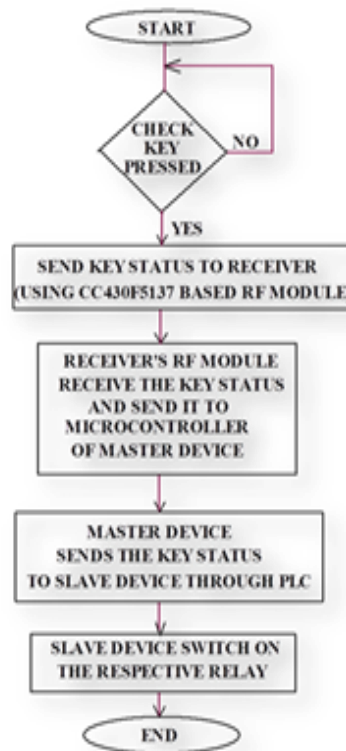 START
CHECK
KEY
PRESSED
NO
YES
SEND KEY STATUS TO RECEIVER
(USING CC430F5137 BASED RF MODULE
RECEIVER'S RF MODULE
RECEIVE THE KEY STATUS
AND SEND IT TO
MICROCONTROLLER
OF MASTER DEVICE
MASTER DEVICE
SENDS THE KEY STATUS
TO SLAVE DEVICE THROUGH PLC
SLAVE DEVICE SWITCH ON
THE RESPECTIVE RELAY
END